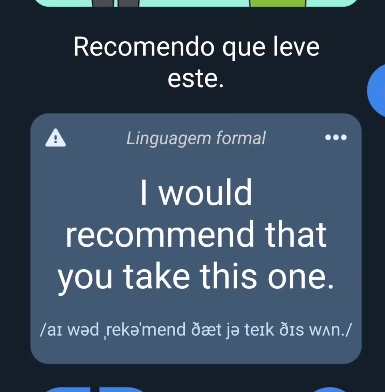 Recomendo que leve
este.
Linguagem formal
I would
recommend that
you take this one.
/aɪ wəd ˌrekəˈmend ðæt jə teɪk ðɪs wʌn./